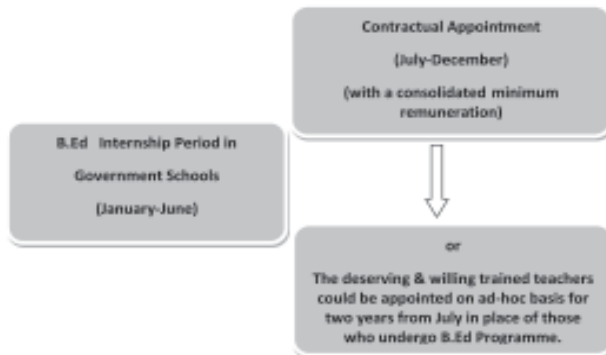 Contractual Appointment
(July-December)
(with a consolidated minimum
remuneration)
B.Ed Internship Period in
Government Schools
(January-June)
or
The deserving & willing trained teachers
could be appointed on ad-hoc basis for
two years from July in place of those
who undergo B.Ed Programme.